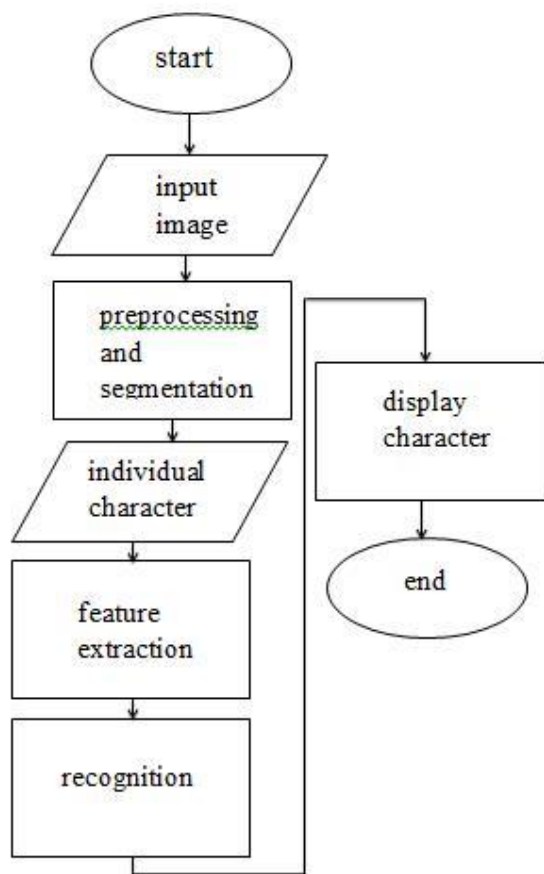 start
input
image
preprocessing
and
segmentation
individual
character
feature
extraction
recognition
display
character
end